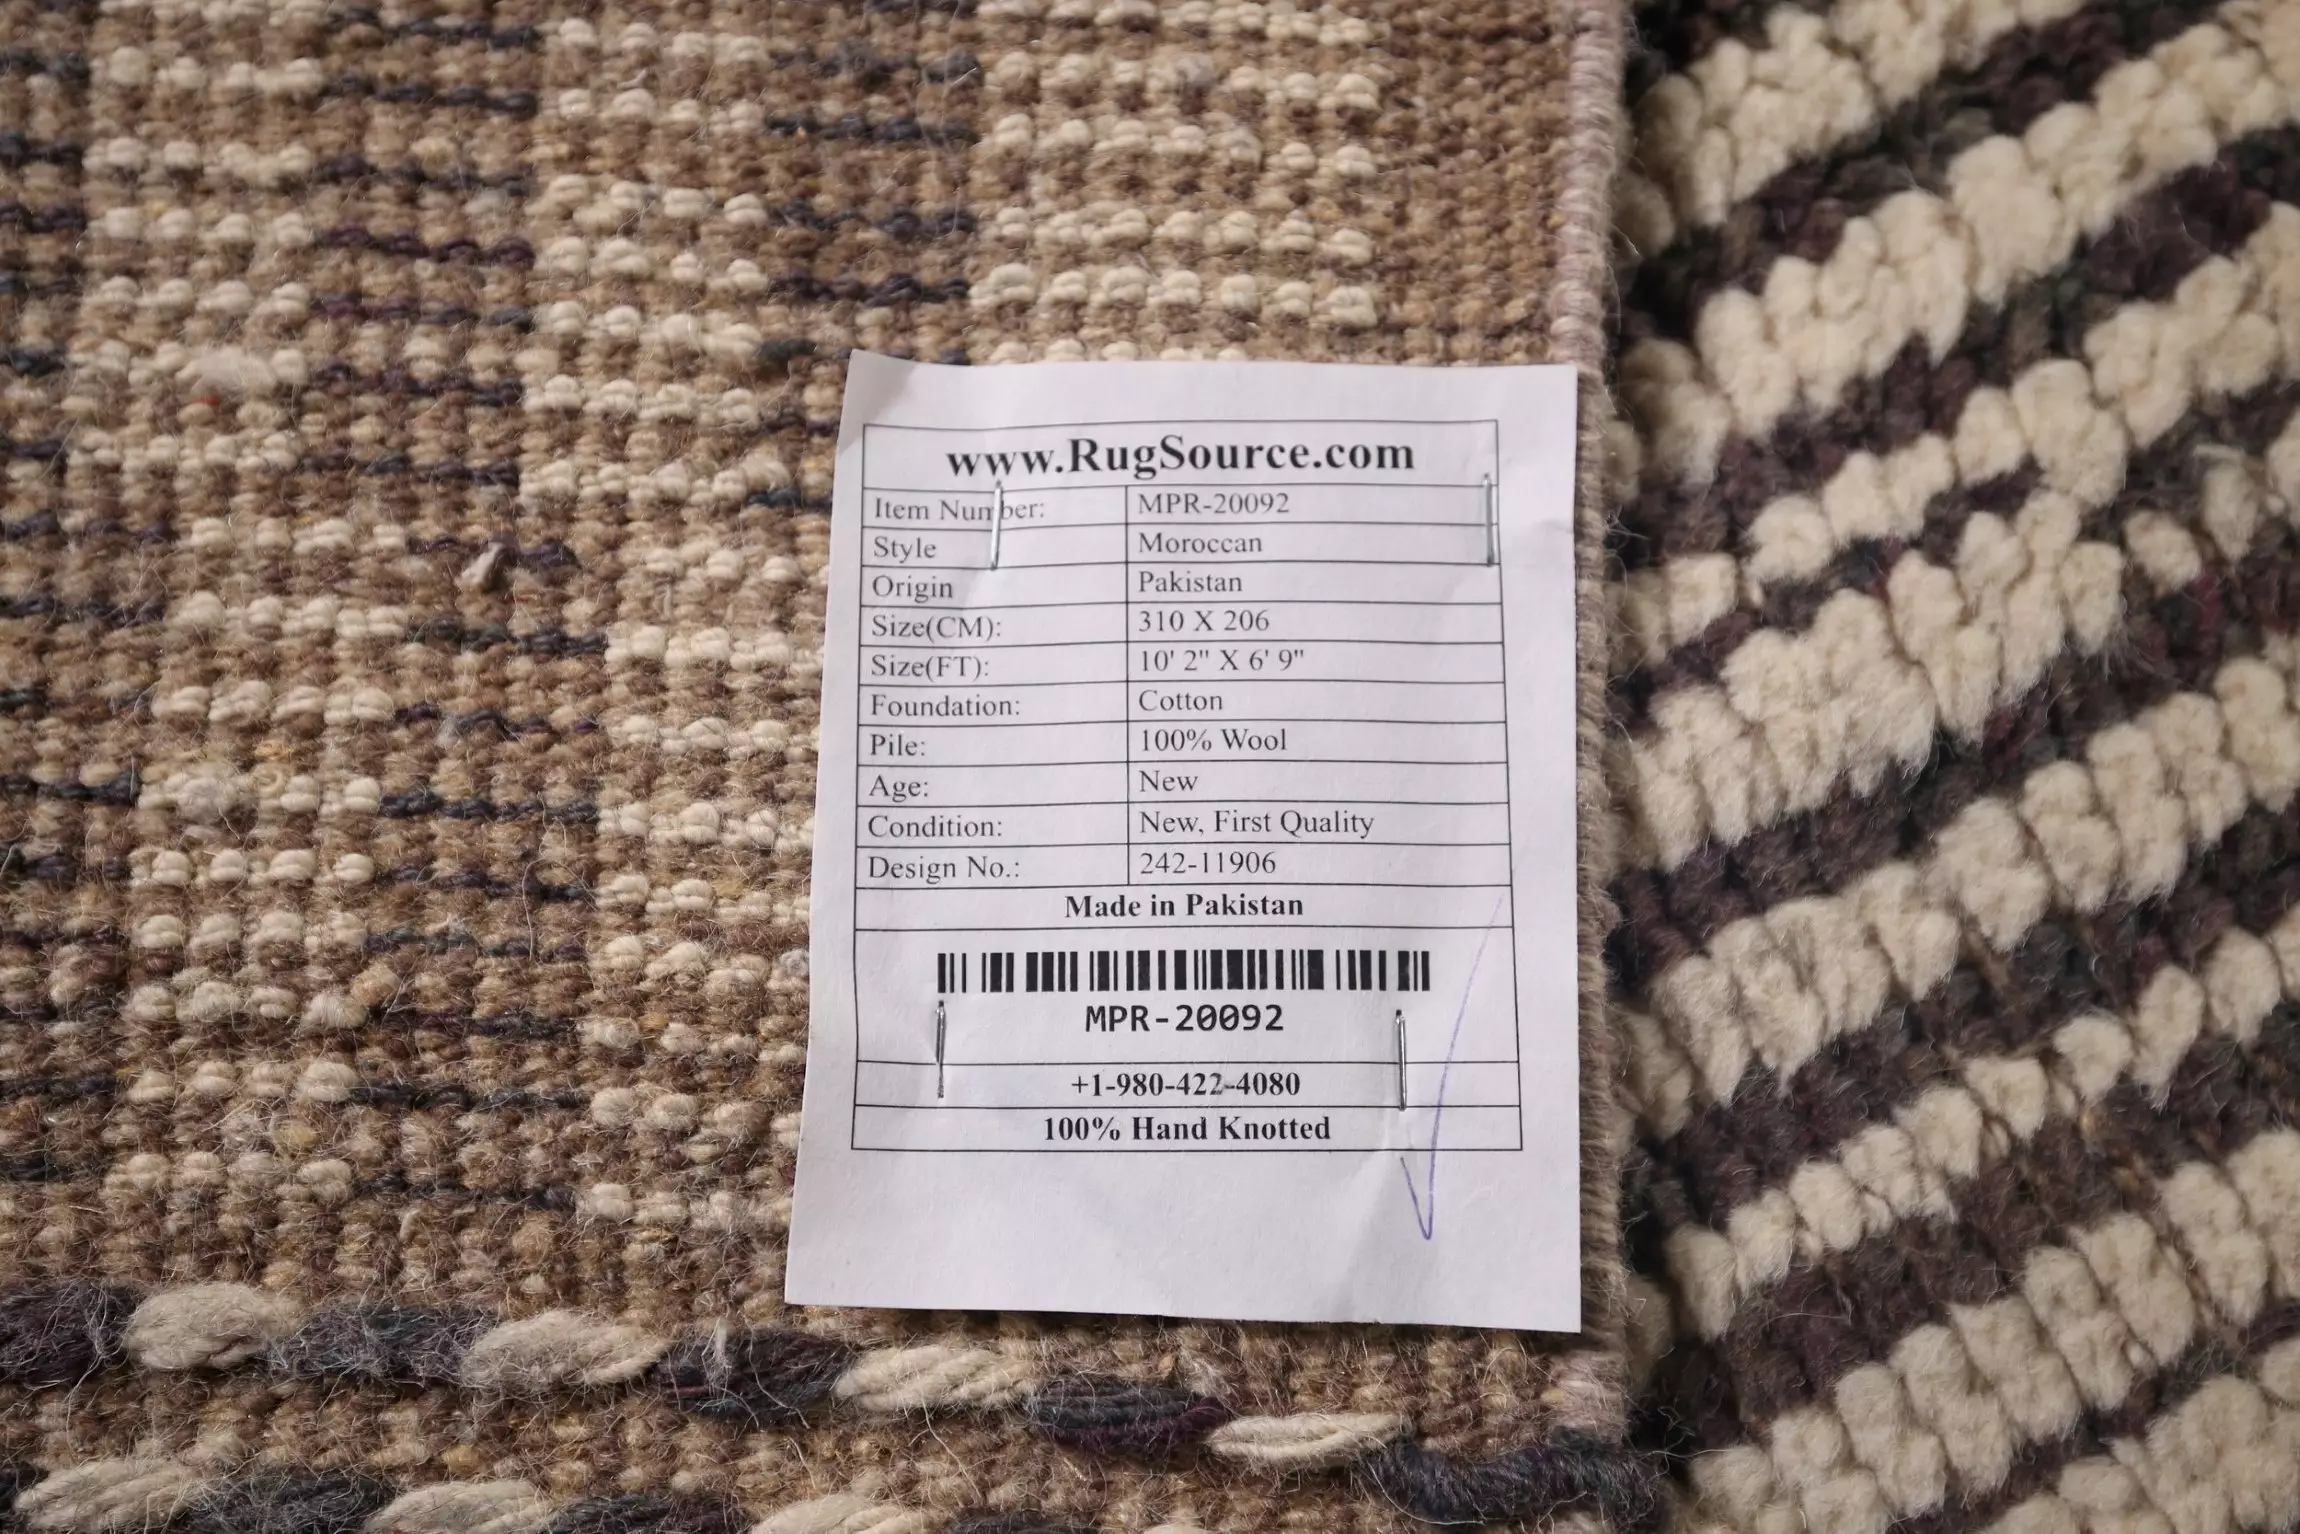 www.RugSource.com
Item Number: MPR-20092
Style Moroccan
Origin Pakistan
Size(CM): 310 X 206
Size(FT): 10' 2" X 6' 9"
Foundation: Cotton
Pile: 100% Wool
Age: New
Condition: New, First Quality
Design No.: 242-11906
Made in Pakistan
MPR-20092
+1-980-422-4080
100% Hand Knotted